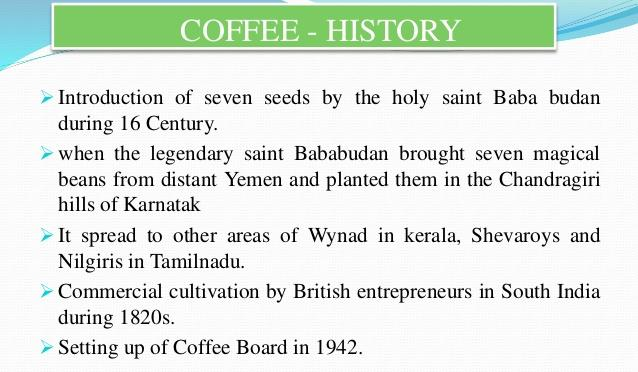 COFFEE - HISTORY
Introduction of seven seeds by the holy saint Baba budan
during 16 Century.
when the legendary saint Bababudan brought seven magical
beans from distant Yemen and planted them in the Chandragiri
hills of Karnatak
It spread to other areas of Wynad in kerala, Shevaroys and
Nilgiris in Tamilnadu.
Commercial cultivation by British entrepreneurs in South India
during 1820s.
Setting up of Coffee Board in 1942.